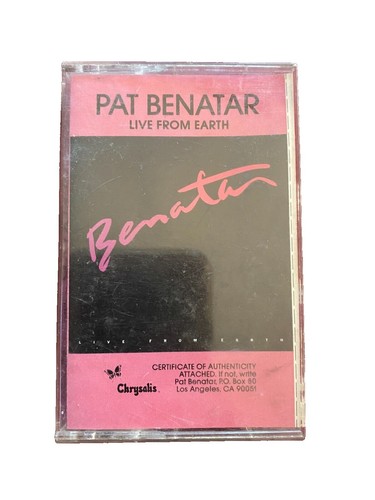 PAT BENATAR
LIVE FROM EARTH
Benatar
LIVE FROM EARTH
CERTIFICATE OF AUTHENTICITY
ATTACHED. If not, write
Pat Benatar, P.O. Box 50
Los Angeles, CA 90051
Chrysalis